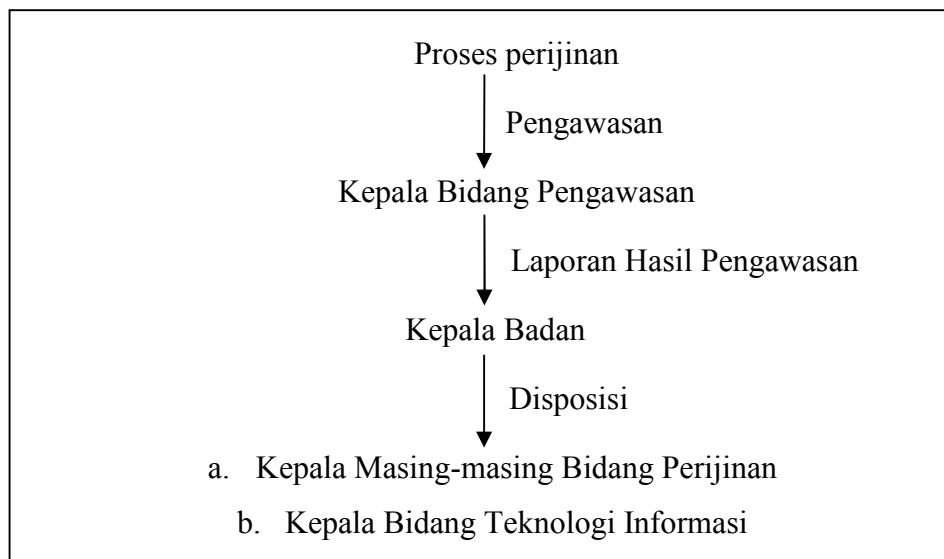 Proses perijinan
Pengawasan
Kepala Bidang Pengawasan
Laporan Hasil Pengawasan
Kepala Badan
Disposisi
a. Kepala Masing-masing Bidang Perijinan
b. Kepala Bidang Teknologi Informasi